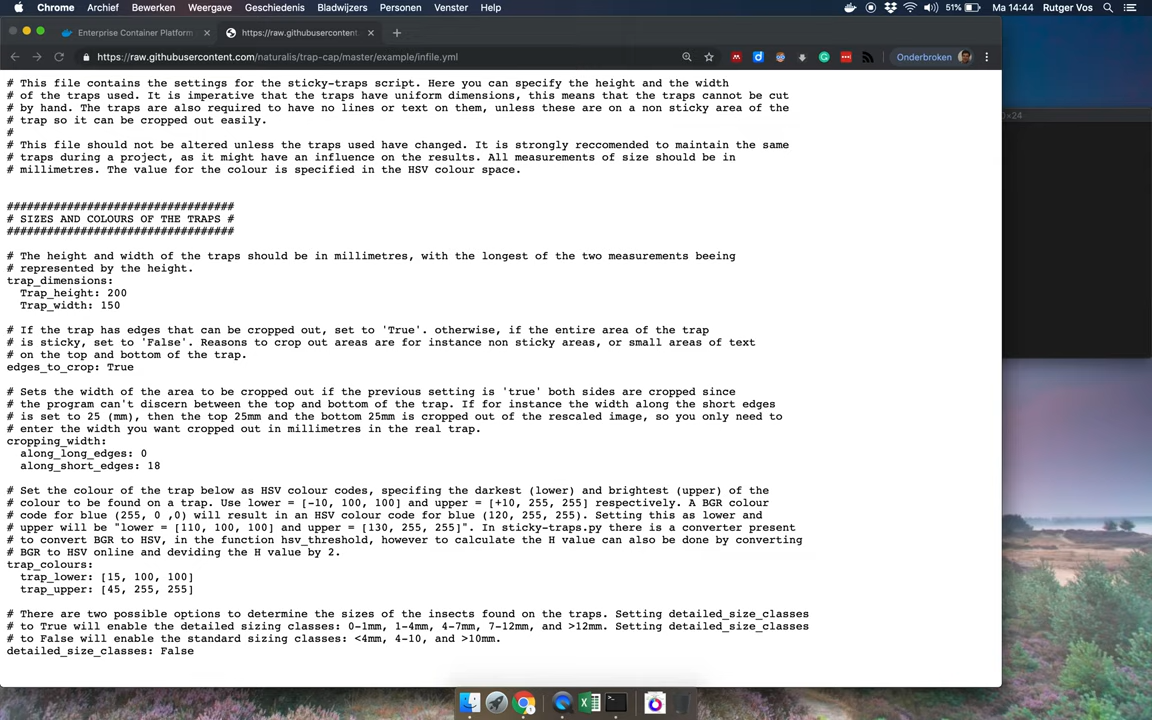 Chrome Archief Bewerken Weergave Geschiedenis Bladwijzers Personen Venster Help 51% Ma 14:44 Rutger Vos
Enterprise Container Platform https://raw.githubusercontent.
https://raw.githubusercontent.com/naturalis/trap-cap/master/example/infile.yml Onderbroken
# This file contains the settings for the sticky-traps script. Here you can specify the height and the width
# of the traps used. It is imperative that the traps have uniform dimensions, this means that the traps cannot be cut
# by hand. The traps are also required to have no lines or text on them, unless these are on a non sticky area of the
# trap so it can be cropped out easily.
#
# This file should not be altered unless the traps used have changed. It is strongly reccomended to maintain the same
# traps during a project, as it might have an influence on the results. All measurements of size should be in
# millimetres. The value for the colour is specified in the HSV colour space.
##################################
# SIZES AND COLOURS OF THE TRAPS #
##################################
# The height and width of the traps should be in millimetres, with the longest of the two measurements beeing
# represented by the height.
trap_dimensions:
Trap_height: 200
Trap_width: 150
# If the trap has edges that can be cropped out, set to 'True'. otherwise, if the entire area of the trap
# is sticky, set to 'False'. Reasons to crop out areas are for instance non sticky areas, or small areas of text
# on the top and bottom of the trap.
edges_to_crop: True
# Sets the width of the area to be cropped out if the previous setting is 'true' both sides are cropped since
# the program can't discern between the top and bottom of the trap. If for instance the width along the short edges
# is set to 25 (mm), then the top 25mm and the bottom 25mm is cropped out of the rescaled image, so you only need to
# enter the width you want cropped out in millimetres in the real trap.
cropping_width:
along_long_edges: 0
along_short_edges: 18
# Set the colour of the trap below as HSV colour codes, specifing the darkest (lower) and brightest (upper) of the
# colour to be found on a trap. Use lower = [-10, 100, 100] and upper = [+10, 255, 255] respectively. A BGR colour
# code for blue (255, 0 ,0) will result in an HSV colour code for blue (120, 255, 255). Setting this as lower and
# upper will be "lower = [110, 100, 100] and upper = [130, 255, 255]". In sticky-traps.py there is a converter present
# to convert BGR to HSV, in the function hsv_threshold, however to calculate the H value can also be done by converting
# BGR to HSV online and deviding the H value by 2.
trap_colours:
trap_lower: [15, 100, 100]
trap_upper: [45, 255, 255]
# There are two possible options to determine the sizes of the insects found on the traps. Setting detailed_size_classes
# to True will enable the detailed sizing classes: 0-1mm, 1-4mm, 4-7mm, 7-12mm, and >12mm. Setting detailed_size_classes
# to False will enable the standard sizing classes: <4mm, 4-10, and >10mm.
detailed_size_classes: False